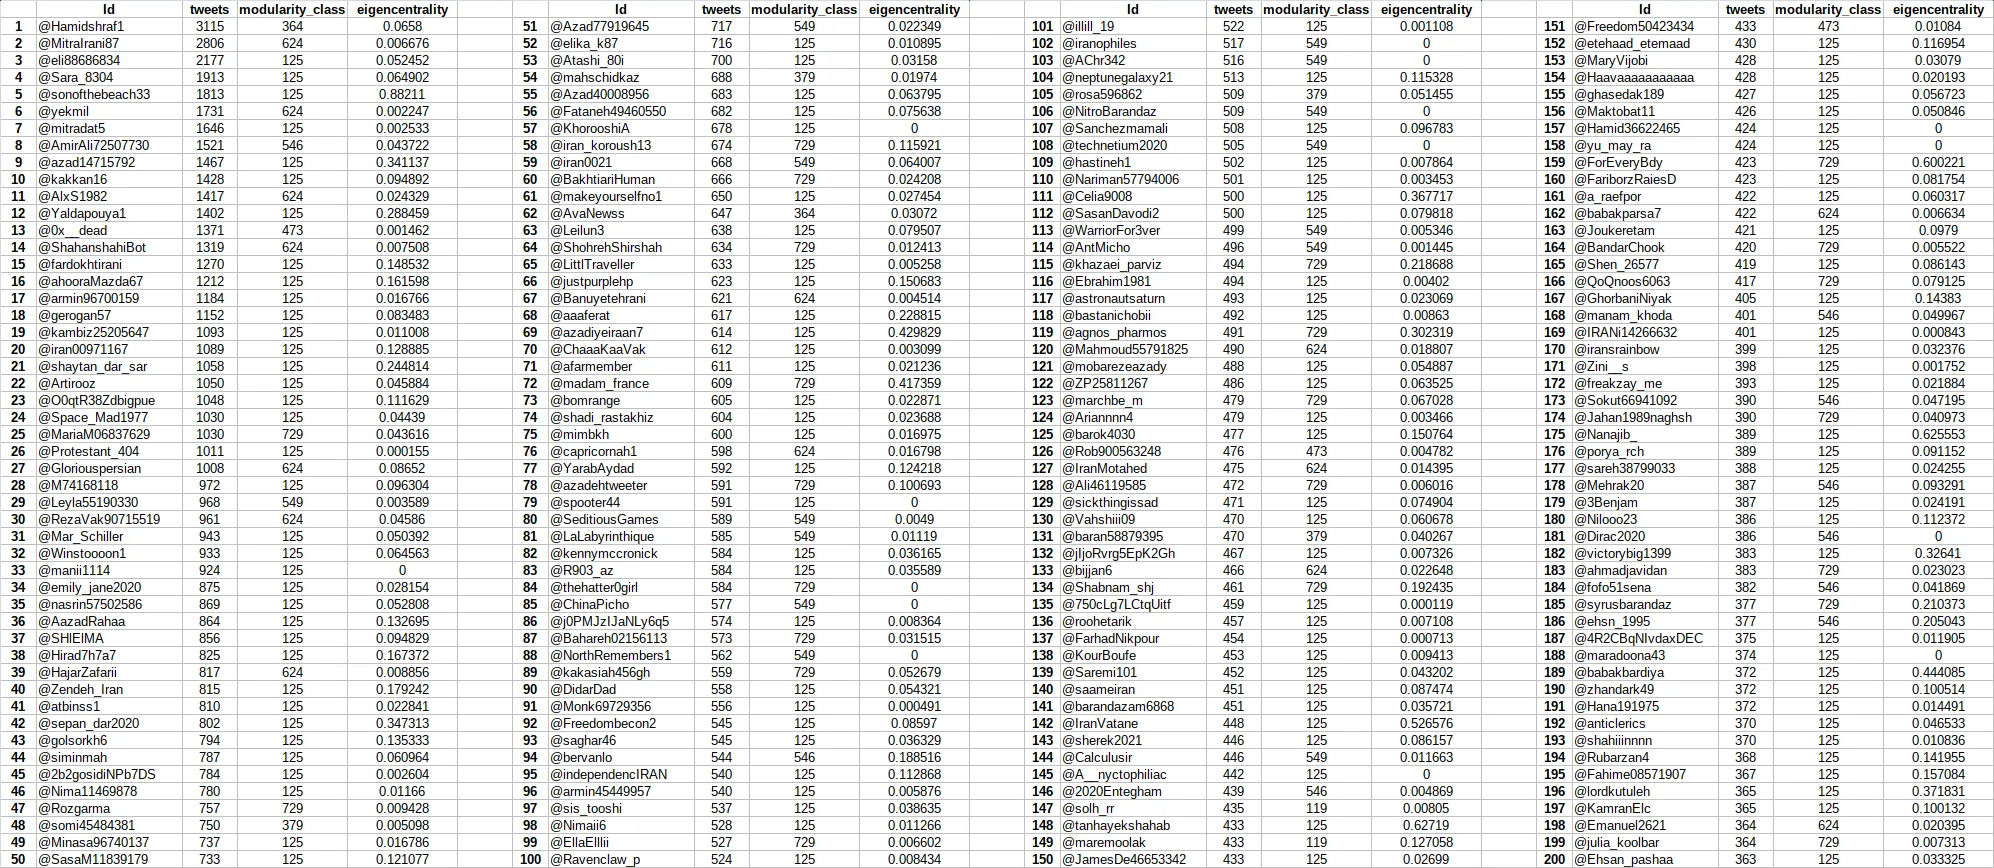 Id tweets modularity_class eigencentrality Id tweets modularity_class eigencentrality Id tweets modularity_class eigencentrality Id tweets modularity_class eigencentrality
1 @Hamidshraf1 3115 364 0.0658 51 @Azad77919645 717 549 0.022349 101 @illill_19 522 125 0.001108 151 @Freedom50423434 433 473 0.01084
2 @MitraIrani87 2806 624 0.006676 52 @elika_k87 716 125 0.010895 102 @iranophiles 517 549 0 152 @etehaad_etemaad 430 125 0.116954
3 @eli88686834 2177 125 0.052452 53 @Atashi_80i 700 125 0.03158 103 @AChr342 516 549 0 153 @MaryVijobi 428 125 0.03079
4 @Sara_8304 1913 125 0.064902 54 @mahschidkaz 688 379 0.01974 104 @neptunegalaxy21 513 125 0.115328 154 @Haavaaaaaaaaaaa 428 125 0.020193
5 @sonofthebeach33 1813 125 0.88211 55 @Azad40008956 683 125 0.063795 105 @rosa596862 509 379 0.051455 155 @ghasedak189 427 125 0.056723
6 @yekmil 1731 624 0.002247 56 @Fataneh49460550 682 125 0.075638 106 @NitroBarandaz 509 549 0 156 @Maktobat11 426 125 0.050846
7 @mitradat5 1646 125 0.002533 57 @KhorooshiA 678 125 0 107 @Sanchezmamali 508 125 0.096783 157 @Hamid36622465 424 125 0
8 @AmirAli72507730 1521 546 0.043722 58 @iran_koroush13 674 729 0.115921 108 @technetium2020 505 549 0 158 @yu_may_ra 424 125 0
9 @azad14715792 1467 125 0.341137 59 @iran0021 668 549 0.064007 109 @hastineh1 502 125 0.007864 159 @ForEveryBdy 423 729 0.600221
10 @kakkan16 1428 125 0.094892 60 @BakhtiariHuman 666 729 0.024208 110 @Nariman57794006 501 125 0.003453 160 @FariborzRaiesD 423 125 0.081754
11 @AlxS1982 1417 624 0.024329 61 @makeyourselfno1 650 125 0.027454 111 @Celia9008 500 125 0.367717 161 @a_raefpor 422 125 0.060317
12 @Yaldapouya1 1402 125 0.288459 62 @AvaNewss 647 364 0.03072 112 @SasanDavodi2 500 125 0.079818 162 @babakparsa7 422 624 0.006634
13 @0x__dead 1371 473 0.001462 63 @Leilun3 638 125 0.079507 113 @WarriorFor3ver 499 549 0.005346 163 @Joukeretam 421 125 0.0979
14 @ShahanshahiBot 1319 624 0.007508 64 @ShohrehShirshah 634 729 0.012413 114 @AntMicho 496 549 0.001445 164 @BandarChook 420 729 0.005522
15 @fardokhtirani 1270 125 0.148532 65 @LittlTraveller 633 125 0.005258 115 @khazaei_parviz 494 729 0.218688 165 @Shen_26577 419 125 0.086143
16 @ahooraMazda67 1212 125 0.161598 66 @justpurplehp 623 125 0.150683 116 @Ebrahim1981 494 125 0.00402 166 @QoQnoos6063 417 729 0.079125
17 @armin96700159 1184 125 0.016766 67 @Banuyetehrani 621 624 0.004514 117 @astronautsaturn 493 125 0.023069 167 @GhorbaniNiyak 405 125 0.14383
18 @gerogan57 1152 125 0.083483 68 @aaaferat 617 125 0.228815 118 @bastanichobii 492 125 0.00863 168 @manam_khoda 401 546 0.049967
19 @kambiz25205647 1093 125 0.011008 69 @azadiyeiraan7 614 125 0.429829 119 @agnos_pharmos 491 729 0.302319 169 @IRANi14266632 401 125 0.000843
20 @iran00971167 1089 125 0.128885 70 @ChaaaKaaVak 612 125 0.003099 120 @Mahmoud55791825 490 624 0.018807 170 @iransrainbow 399 125 0.032376
21 @shaytan_dar_sar 1058 125 0.244814 71 @afarmember 611 125 0.021236 121 @mobarezeazady 488 125 0.054887 171 @Zini__s 398 125 0.001752
22 @Artirooz 1050 125 0.045884 72 @madam_france 609 729 0.417359 122 @ZP25811267 486 125 0.063525 172 @freakzay_me 393 125 0.021884
23 @O0qtR38Zdbigpue 1048 125 0.111629 73 @bomrange 605 125 0.022871 123 @marchbe_m 479 729 0.067028 173 @Sokut66941092 390 546 0.047195
24 @Space_Mad1977 1030 125 0.04439 74 @shadi_rastakhiz 604 125 0.023688 124 @Ariannnn4 479 125 0.003466 174 @Jahan1989naghsh 390 729 0.040973
25 @MariaM06837629 1030 729 0.043616 75 @mimbkh 600 125 0.016975 125 @barok4030 477 125 0.150764 175 @Nanajib_ 389 125 0.625553
26 @Protestant_404 1011 125 0.000155 76 @capricornah1 598 624 0.016798 126 @Rob900563248 476 473 0.004782 176 @porya_rch 389 125 0.091152
27 @Gloriouspersian 1008 624 0.08652 77 @YarabAydad 592 125 0.124218 127 @IranMotahed 475 624 0.014395 177 @sareh38799033 388 125 0.024255
28 @M74168118 972 125 0.096304 78 @azadehtweeter 591 729 0.100693 128 @Ali46119585 472 729 0.006016 178 @Mehrak20 387 546 0.093291
29 @Leyla55190330 968 549 0.003589 79 @spooter44 591 125 0 129 @sickthingissad 471 125 0.074904 179 @3Benjam 387 125 0.024191
30 @RezaVak90715519 961 624 0.04586 80 @SeditiousGames 589 549 0.0049 130 @Vahshiii09 470 125 0.060678 180 @Nilooo23 386 125 0.112372
31 @Mar_Schiller 943 125 0.050392 81 @LaLabyrinthique 585 549 0.01119 131 @baran58879395 470 379 0.040267 181 @Dirac2020 386 546 0
32 @Winstoooon1 933 125 0.064563 82 @kennymccronick 584 125 0.036165 132 @jIjoRvrg5EpK2Gh 467 125 0.007326 182 @victorybig1399 383 125 0.32641
33 @manii1114 924 125 0 83 @R903_az 584 125 0.035589 133 @bijjan6 466 624 0.022648 183 @ahmadjavidan 383 729 0.023023
34 @emily_jane2020 875 125 0.028154 84 @thehatter0girl 584 729 0 134 @Shabnam_shj 461 729 0.192435 184 @fofo51sena 382 546 0.041869
35 @nasrin57502586 869 125 0.052808 85 @ChinaPicho 577 549 0 135 @750cLg7LCtqUitf 459 125 0.000119 185 @syrusbarandaz 377 729 0.210373
36 @AazadRahaa 864 125 0.132695 86 @j0PMJzIJaNLy6q5 574 125 0.008364 136 @roohetarik 457 125 0.007108 186 @ehsn_1995 377 546 0.205043
37 @SHIEIMA 856 125 0.094829 87 @Bahareh02156113 573 729 0.031515 137 @FarhadNikpour 454 125 0.000713 187 @4R2CBqNIvdaxDEC 375 125 0.011905
38 @Hirad7h7a7 825 125 0.167372 88 @NorthRemembers1 562 549 0 138 @KourBoufe 453 125 0.009413 188 @maradoona43 374 125 0
39 @HajarZafarii 817 624 0.008856 89 @kakasiah456gh 559 729 0.052679 139 @Saremi101 452 125 0.043202 189 @babakbardiya 372 125 0.444085
40 @Zendeh_Iran 815 125 0.179242 90 @DidarDad 558 125 0.054321 140 @saameiran 451 125 0.087474 190 @zhandark49 372 125 0.100514
41 @atbinss1 810 125 0.022841 91 @Monk69729356 556 125 0.000491 141 @barandazam6868 451 125 0.035721 191 @Hana191975 372 125 0.014491
42 @sepan_dar2020 802 125 0.347313 92 @Freedombecon2 545 125 0.08597 142 @IranVatane 448 125 0.526576 192 @anticlerics 370 125 0.046533
43 @golsorkh6 794 125 0.135333 93 @saghar46 545 125 0.036329 143 @sherek2021 446 125 0.086157 193 @shahiiinnnn 370 125 0.010836
44 @siminmah 787 125 0.060964 94 @bervanlo 544 546 0.188516 144 @Calculusir 446 549 0.011663 194 @Rubarzan4 368 125 0.141955
45 @2b2gosidiNPb7DS 784 125 0.002604 95 @independencIRAN 540 125 0.112868 145 @A__nyctophiliac 442 125 0 195 @Fahime08571907 367 125 0.157084
46 @Nima11469878 780 125 0.01166 96 @armin45449957 540 125 0.005876 146 @2020Entegham 439 546 0.004869 196 @lordkutuleh 365 125 0.371831
47 @Rozgarma 757 729 0.009428 97 @sis_tooshi 537 125 0.038635 147 @solh_rr 435 119 0.00805 197 @KamranElc 365 125 0.100132
48 @somi45484381 750 379 0.005098 98 @Nimaii6 528 125 0.011266 148 @tanhayekshahab 433 125 0.62719 198 @Emanuel2621 364 624 0.020395
49 @Minasa96740137 737 125 0.016786 99 @EllaElllii 527 729 0.006602 149 @maremoolak 433 119 0.127058 199 @julia_koolbar 364 729 0.007313
50 @SasaM11839179 733 125 0.121077 100 @Ravenclaw_p 524 125 0.008434 150 @JamesDe46653342 433 125 0.02699 200 @Ehsan_pashaa 363 125 0.033325